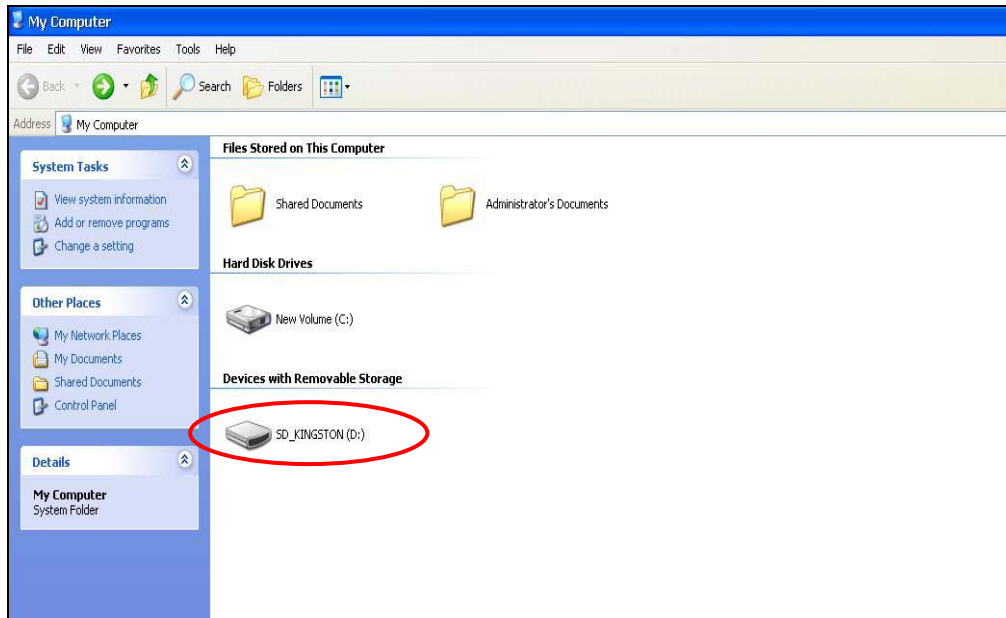 My Computer
File Edit View Favorites Tools Help
Back Search Folders
Address My Computer
System Tasks
View system information
Add or remove programs
Change a setting
Other Places
My Network Places
My Documents
Shared Documents
Control Panel
Details
My Computer
System Folder
Files Stored on This Computer
Shared Documents Administrator's Documents
Hard Disk Drives
New Volume (C:)
Devices with Removable Storage
SD_KINGSTON (D:)